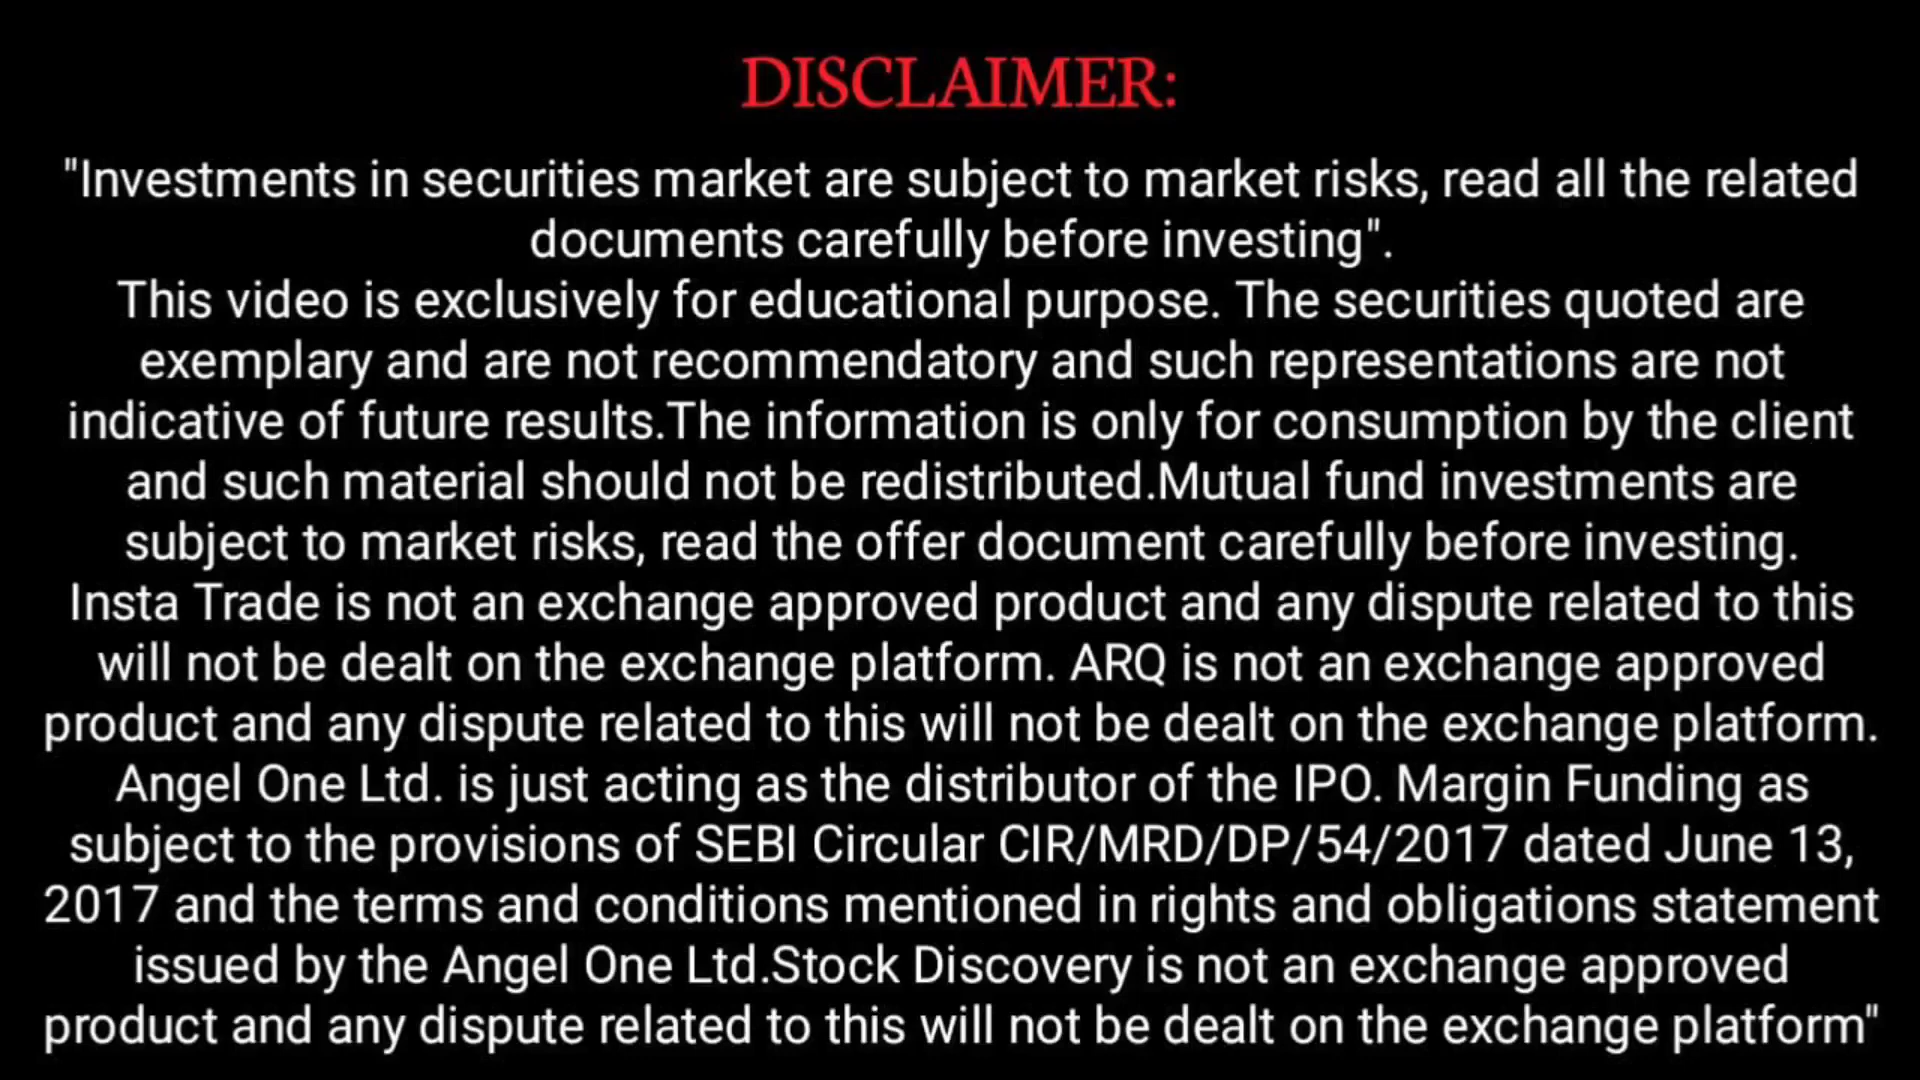 DISCLAIMER:
"Investments in securities market are subject to market risks, read all the related
documents carefully before investing".
This video is exclusively for educational purpose. The securities quoted are
exemplary and are not recommendatory and such representations are not
indicative of future results.The information is only for consumption by the client
and such material should not be redistributed.Mutual fund investments are
subject to market risks, read the offer document carefully before investing.
Insta Trade is not an exchange approved product and any dispute related to this
will not be dealt on the exchange platform. ARQ is not an exchange approved
product and any dispute related to this will not be dealt on the exchange platform.
Angel One Ltd. is just acting as the distributor of the IPO. Margin Funding as
subject to the provisions of SEBI Circular CIR/MRD/DP/54/2017 dated June 13,
2017 and the terms and conditions mentioned in rights and obligations statement
issued by the Angel One Ltd.Stock Discovery is not an exchange approved
product and any dispute related to this will not be dealt on the exchange platform"